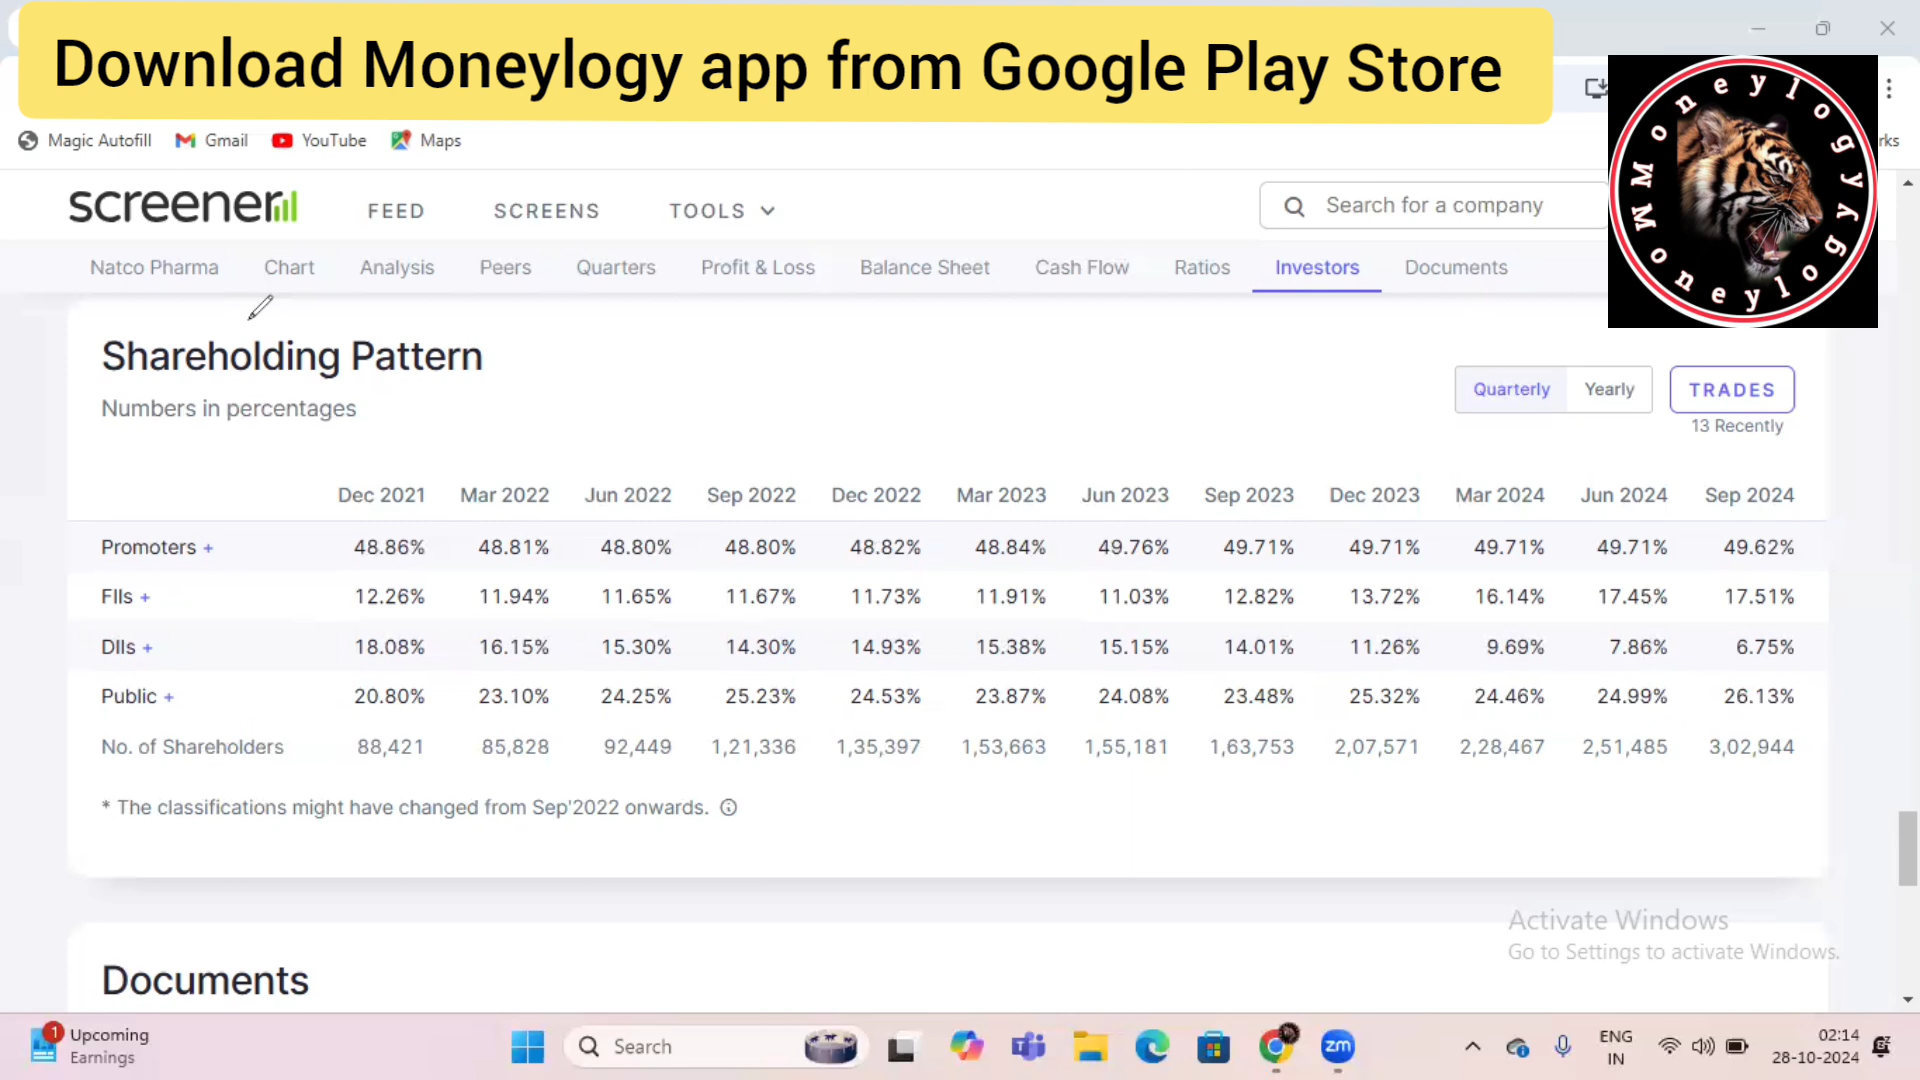 Download Moneylogy app from Google Play Store
Moneylogy Moneylogy
Magic Autofill Gmail YouTube Maps rks
screener FEED SCREENS TOOLS Search for a company
Natco Pharma Chart Analysis Peers Quarters Profit & Loss Balance Sheet Cash Flow Ratios Investors Documents
Shareholding Pattern
Numbers in percentages
Quarterly Yearly TRADES
13 Recently
Dec 2021 Mar 2022 Jun 2022 Sep 2022 Dec 2022 Mar 2023 Jun 2023 Sep 2023 Dec 2023 Mar 2024 Jun 2024 Sep 2024
Promoters + 48.86% 48.81% 48.80% 48.80% 48.82% 48.84% 49.76% 49.71% 49.71% 49.71% 49.71% 49.62%
FIIs + 12.26% 11.94% 11.65% 11.67% 11.73% 11.91% 11.03% 12.82% 13.72% 16.14% 17.45% 17.51%
DIIs + 18.08% 16.15% 15.30% 14.30% 14.93% 15.38% 15.15% 14.01% 11.26% 9.69% 7.86% 6.75%
Public + 20.80% 23.10% 24.25% 25.23% 24.53% 23.87% 24.08% 23.48% 25.32% 24.46% 24.99% 26.13%
No. of Shareholders 88,421 85,828 92,449 1,21,336 1,35,397 1,53,663 1,55,181 1,63,753 2,07,571 2,28,467 2,51,485 3,02,944
* The classifications might have changed from Sep'2022 onwards.
Activate Windows
Go to Settings to activate Windows.
Documents
1 Upcoming
Earnings
Search
zm
ENG
IN
02:14
28-10-2024